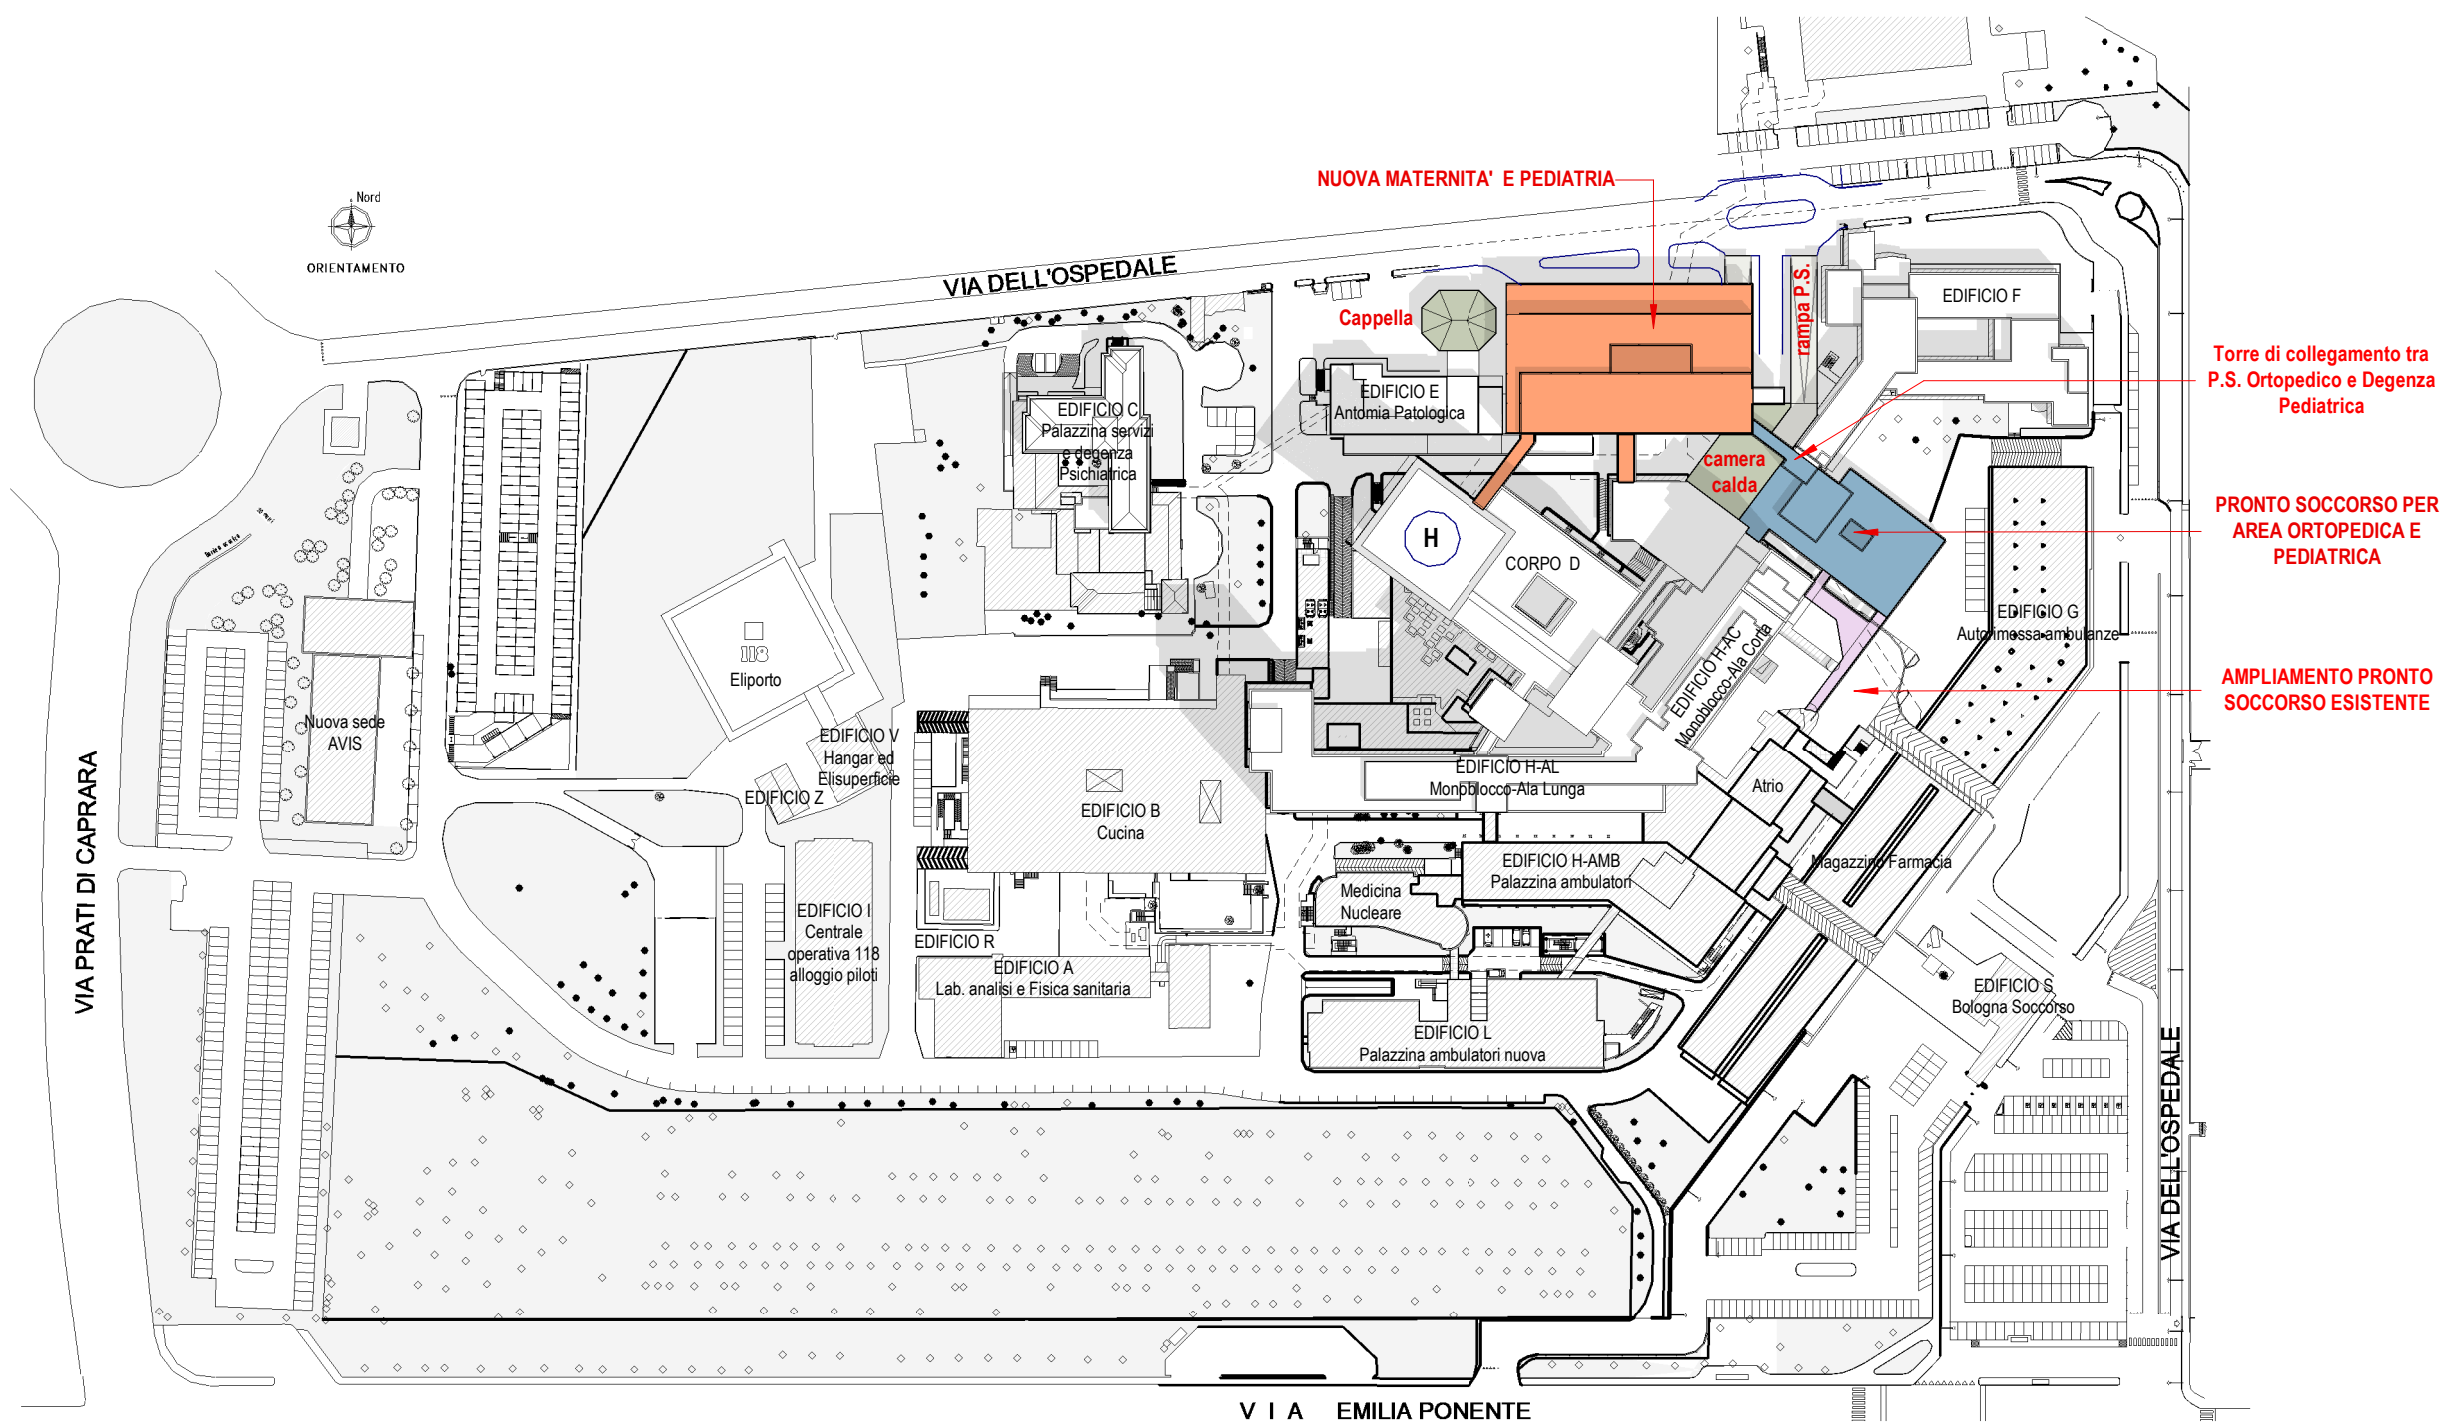 NUOVA MATERNITA' E PEDIATRIA
Nord
ORIENTAMENTO
VIA DELL'OSPEDALE
Cappella
rampa P.S.
EDIFICIO F
Torre di collegamento tra
P.S. Ortopedico e Degenza
Pediatrica
EDIFICIO E
Antomia Patologica
EDIFICIO C
Palazzina servizi
e degenza
Psichiatrica
camera
calda
PRONTO SOCCORSO PER
AREA ORTOPEDICA E
PEDIATRICA
H
CORPO D
EDIFICIO G
Autorimessa ambulanze
118
Eliporto
EDIFICIO H-AC
Monoblocco-Ala Corta
AMPLIAMENTO PRONTO
SOCCORSO ESISTENTE
Nuova sede
AVIS
EDIFICIO V
Hangar ed
Elisuperficie
EDIFICIO Z
EDIFICIO H-AL
Monoblocco-Ala Lunga
Atrio
EDIFICIO B
Cucina
VIA PRATI DI CAPRARA
EDIFICIO H-AMB
Palazzina ambulatori
Magazzino Farmacia
Medicina
Nucleare
EDIFICIO I
Centrale
operativa 118
alloggio piloti
EDIFICIO R
EDIFICIO A
Lab. analisi e Fisica sanitaria
EDIFICIO S
Bologna Soccorso
EDIFICIO L
Palazzina ambulatori nuova
VIA DELL'OSPEDALE
VIA EMILIA PONENTE